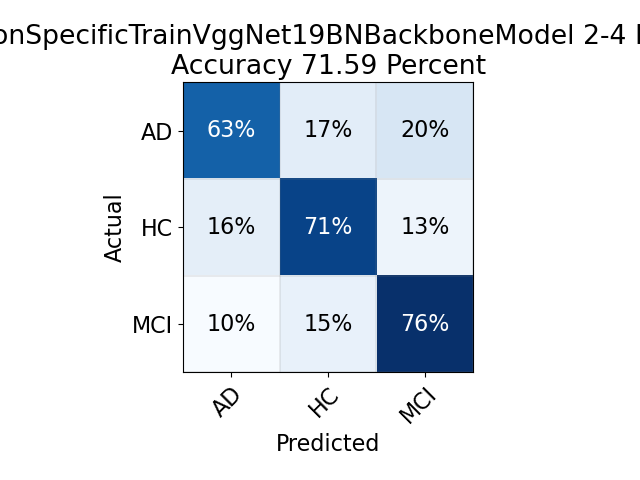 onSpecificTrainVggNet19BNBackboneModel 2-4
Accuracy 71.59 Percent
AD 63% 17% 20%
HC 16% 71% 13%
MCI 10% 15% 76%
Actual
AD HC MCI
Predicted